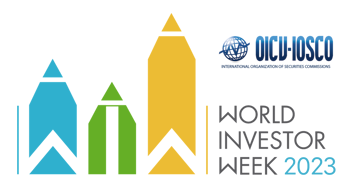 OICU-IOSCO
INTERNATIONAL ORGANIZATION OF SECURITIES COMMISSIONS
WORLD
INVESTOR
WEEK 2023